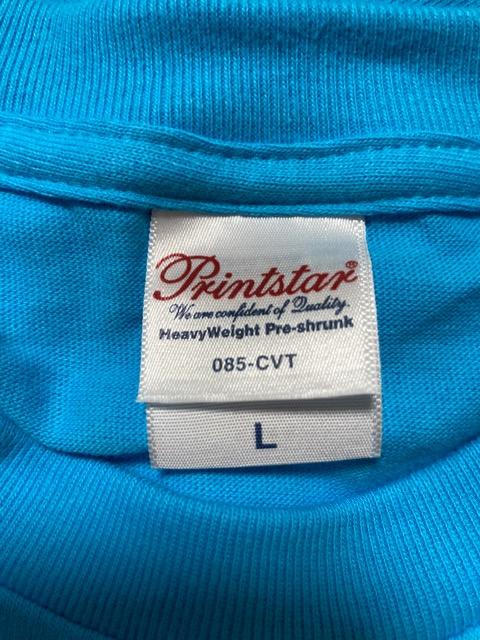 Printstar®
We are confident of Quality.
HeavyWeight Pre-shrunk
085-CVT
L